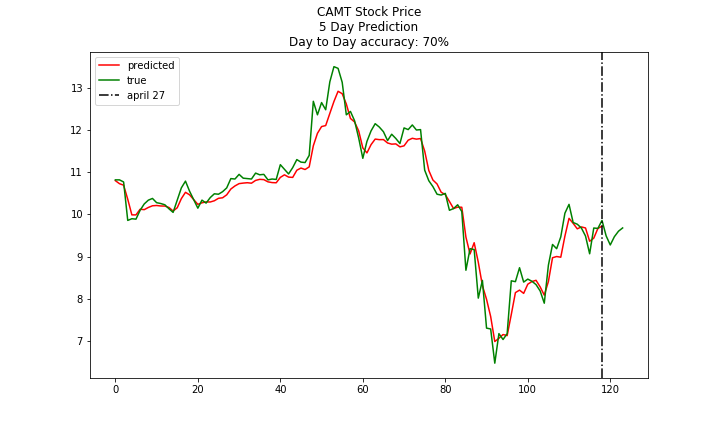 CAMT Stock Price
5 Day Prediction
Day to Day accuracy: 70%
predicted
true
april 27
13
12
11
10
9
8
7
0 20 40 60 80 100 120